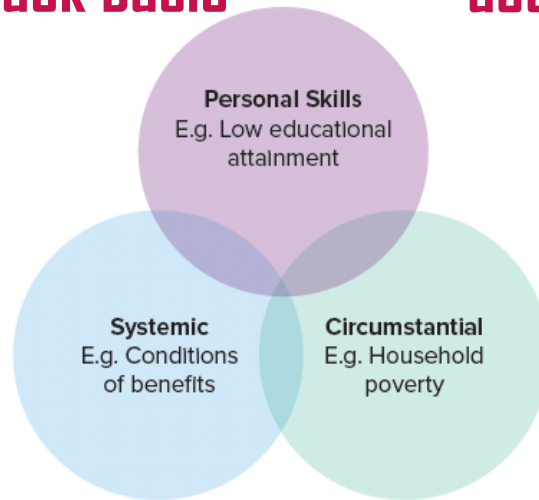 Personal Skills
E.g. Low educational
attainment
Systemic
E.g. Conditions
of benefits
Circumstantial
E.g. Household
poverty